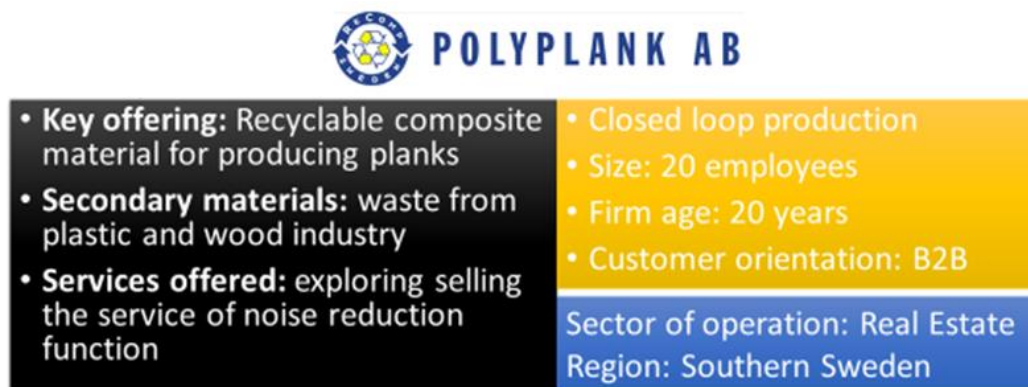 RECOMP
SWEDEN
POLYPLANK AB
• Key offering: Recyclable composite
material for producing planks
• Secondary materials: waste from
plastic and wood industry
• Services offered: exploring selling
the service of noise reduction
function
• Closed loop production
• Size: 20 employees
• Firm age: 20 years
• Customer orientation: B2B
Sector of operation: Real Estate
Region: Southern Sweden